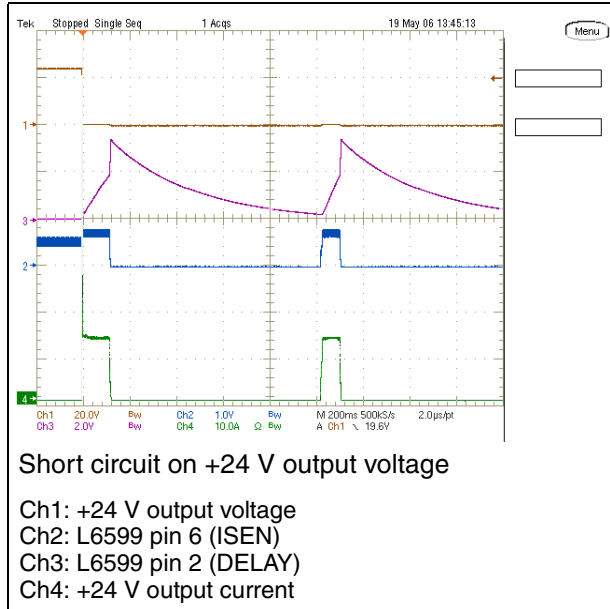 Tek Stopped Single Seq 1 Acqs 19 May 06 13:45:13
Menu
1
3
2
4
Ch1 20.0V Bw Ch2 1.0V Bw M 200ms 500kS/s 2.0µs/pt
Ch3 2.0V Bw Ch4 10.0A Ω Bw A Ch1 ∖ 19.6V
Short circuit on +24 V output voltage
Ch1: +24 V output voltage
Ch2: L6599 pin 6 (ISEN)
Ch3: L6599 pin 2 (DELAY)
Ch4: +24 V output current